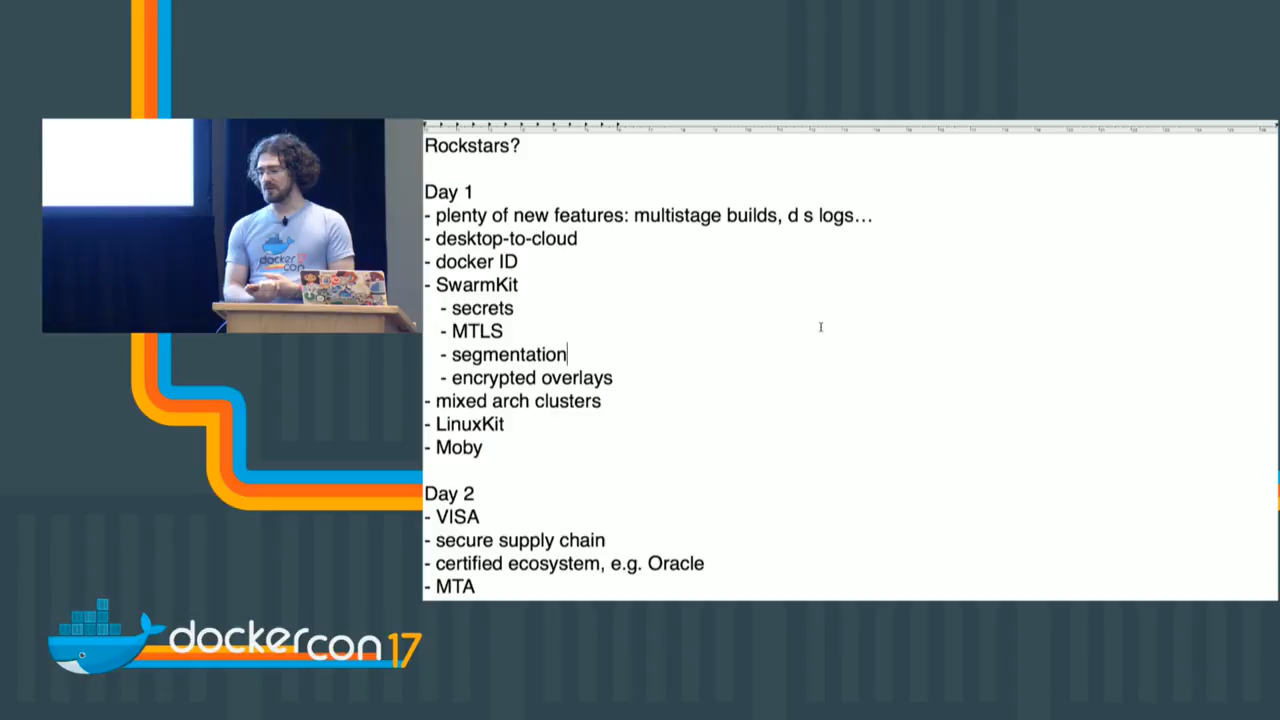 Rockstars?
Day 1
- plenty of new features: multistage builds, d s logs…
- desktop-to-cloud
- docker ID
- SwarmKit
- secrets
- MTLS
- segmentation
- encrypted overlays
- mixed arch clusters
- LinuxKit
- Moby
Day 2
- VISA
- secure supply chain
- certified ecosystem, e.g. Oracle
- MTA
docker
con
dockercon 17